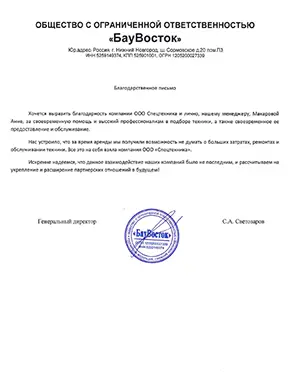 ОБЩЕСТВО С ОГРАНИЧЕННОЙ ОТВЕТСТВЕННОСТЬЮ
«БауВосток»
Юр.адрес Россия, г. Нижний Новгород, ш. Сормовское д.20 пом.П3
ИНН 5259149374, КПП 525901001, ОГРН 1205200027339
Благодарственное письмо
Хочется выразить благодарность компании ООО Спецтехника и лично, нашему менеджеру, Макаровой
Анне, за своевременную помощь и высокий профессионализм в подборе техники, а также своевременное ее
предоставление и обслуживание.
Нас устроило, что за время аренды мы получили возможность не думать о больших затратах, ремонтах и
обслуживании техники, все это на себя взяла компания ООО «Спецтехника».
Искренне надеемся, что данное взаимодействие наших компаний было не последним, и рассчитываем на
укрепление и расширение партнерских отношений в будущем!
Генеральный директор
С.А. Светозаров
«БауВосток»